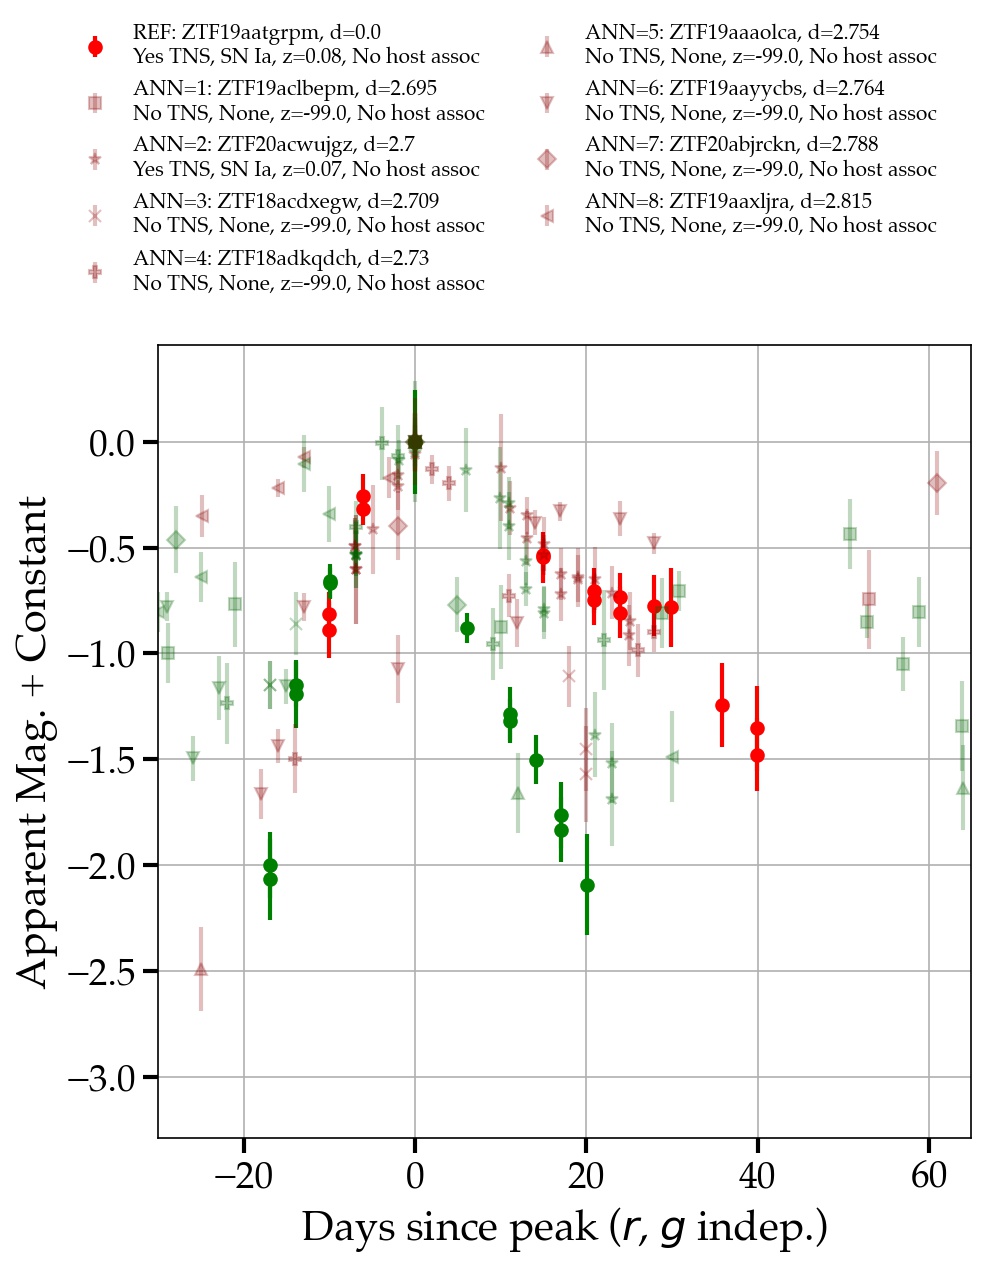 REF: ZTF19aatgrpm, d=0.0
Yes TNS, SN Ia, z=0.08, No host assoc
ANN=1: ZTF19aclbepm, d=2.695
No TNS, None, z=-99.0, No host assoc
ANN=2: ZTF20acwujgz, d=2.7
Yes TNS, SN Ia, z=0.07, No host assoc
ANN=3: ZTF18acdxegw, d=2.709
No TNS, None, z=-99.0, No host assoc
ANN=4: ZTF18adkqdch, d=2.73
No TNS, None, z=-99.0, No host assoc
ANN=5: ZTF19aaaolca, d=2.754
No TNS, None, z=-99.0, No host assoc
ANN=6: ZTF19aayycbs, d=2.764
No TNS, None, z=-99.0, No host assoc
ANN=7: ZTF20abjrckn, d=2.788
No TNS, None, z=-99.0, No host assoc
ANN=8: ZTF19aaxljra, d=2.815
No TNS, None, z=-99.0, No host assoc
Apparent Mag. + Constant
0.0
−0.5
−1.0
−1.5
−2.0
−2.5
−3.0
−20 0 20 40 60
Days since peak (r, g indep.)